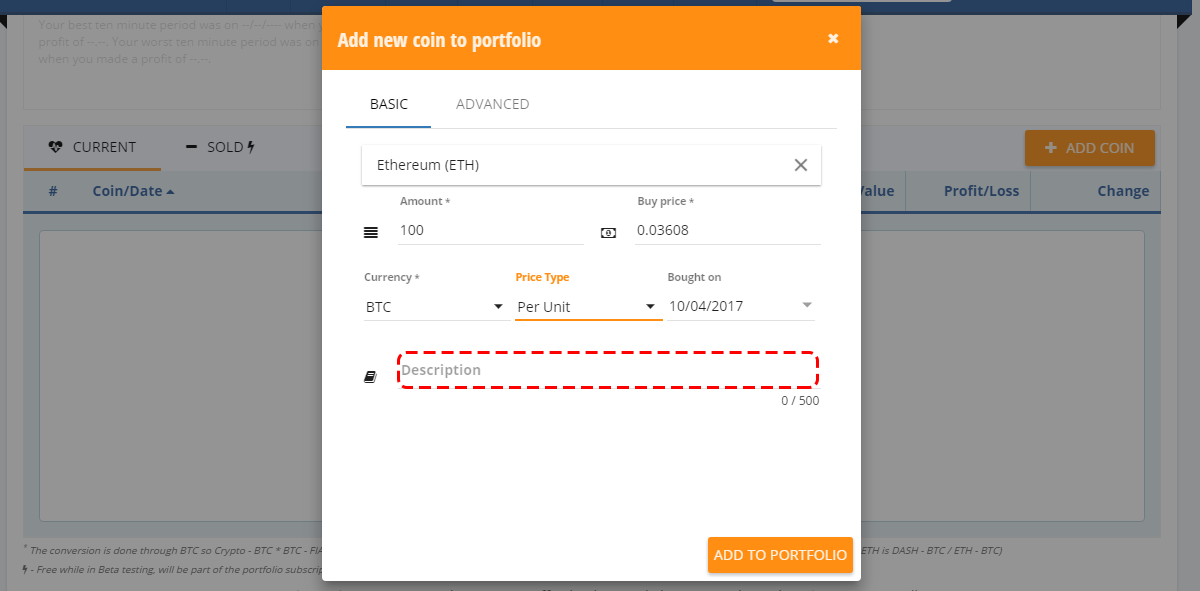 Your best ten minute period was on --/--/---- when y
profit of --.--. Your worst ten minute period was on
when you made a profit of --.--.
Add new coin to portfolio
BASIC ADVANCED
CURRENT SOLD
ADD COIN
Ethereum (ETH)
# Coin/Date
Value Profit/Loss Change
Amount * Buy price *
100 0.03608
Currency * Price Type Bought on
BTC Per Unit 10/04/2017
Description
0 / 500
ADD TO PORTFOLIO
* The conversion is done through BTC so Crypto - BTC * BTC - FIA
ETH is DASH - BTC / ETH - BTC)
- Free while in Beta testing, will be part of the portfolio subscrip